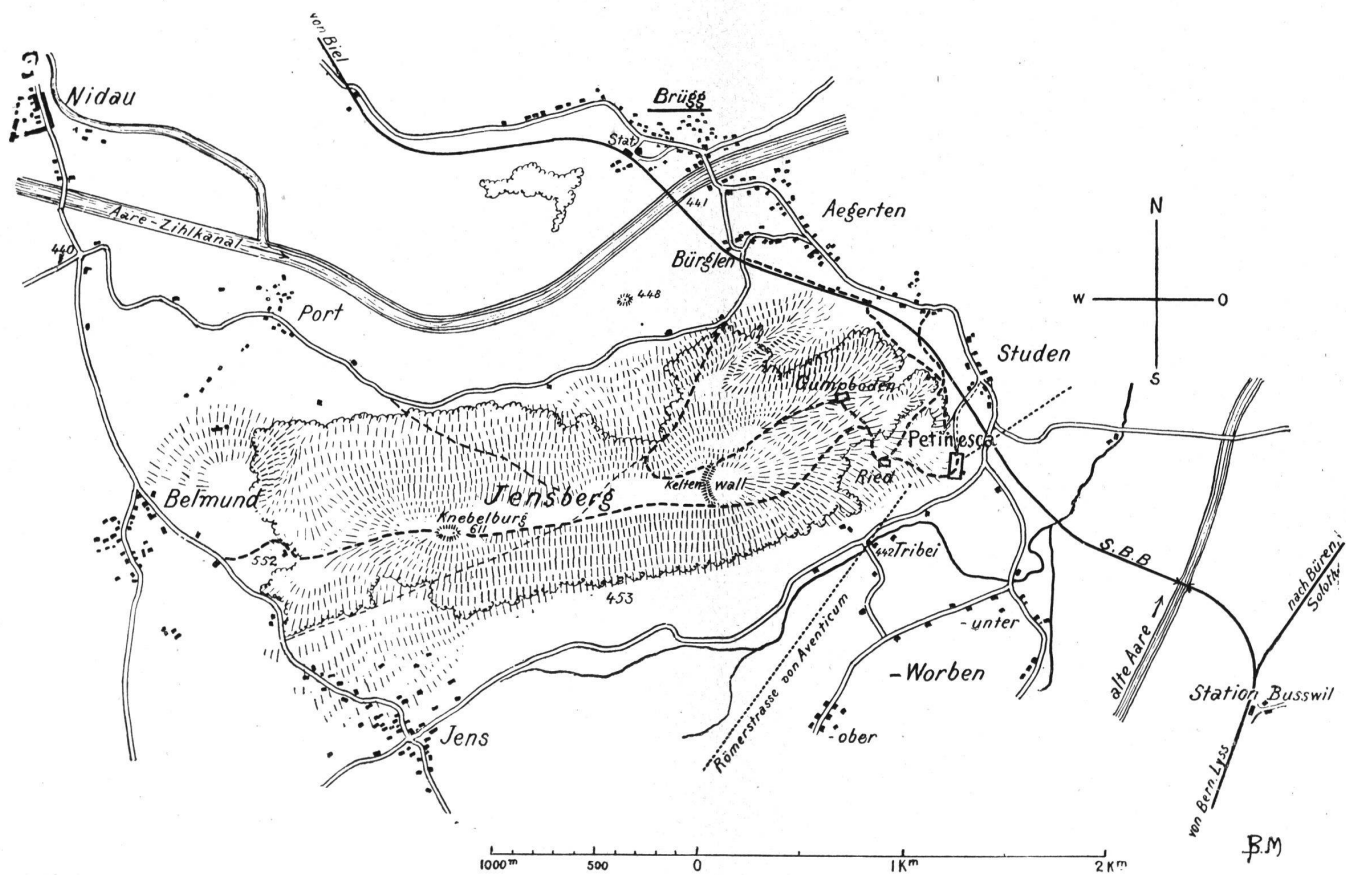 von Biel
Nidau
Brügg
Stat.
Aare-Zihlkanal
441
Aegerten
N
440
Bürglen
W
O
Port
448
S
Studen
Gumpboden
Petinesca
Kelten wall
Ried
Belmund
Jensberg
Knebelburg
611
552
442 Tribei
S.B.B
453
nach Büren, i
Soloth.
-unter
alte Aare →
Römerstrasse von Aventicum
-Worben
Station Busswil
Jens
-ober
von Bern. Lyss
B.M
1000m 500 0 1Km 2Km